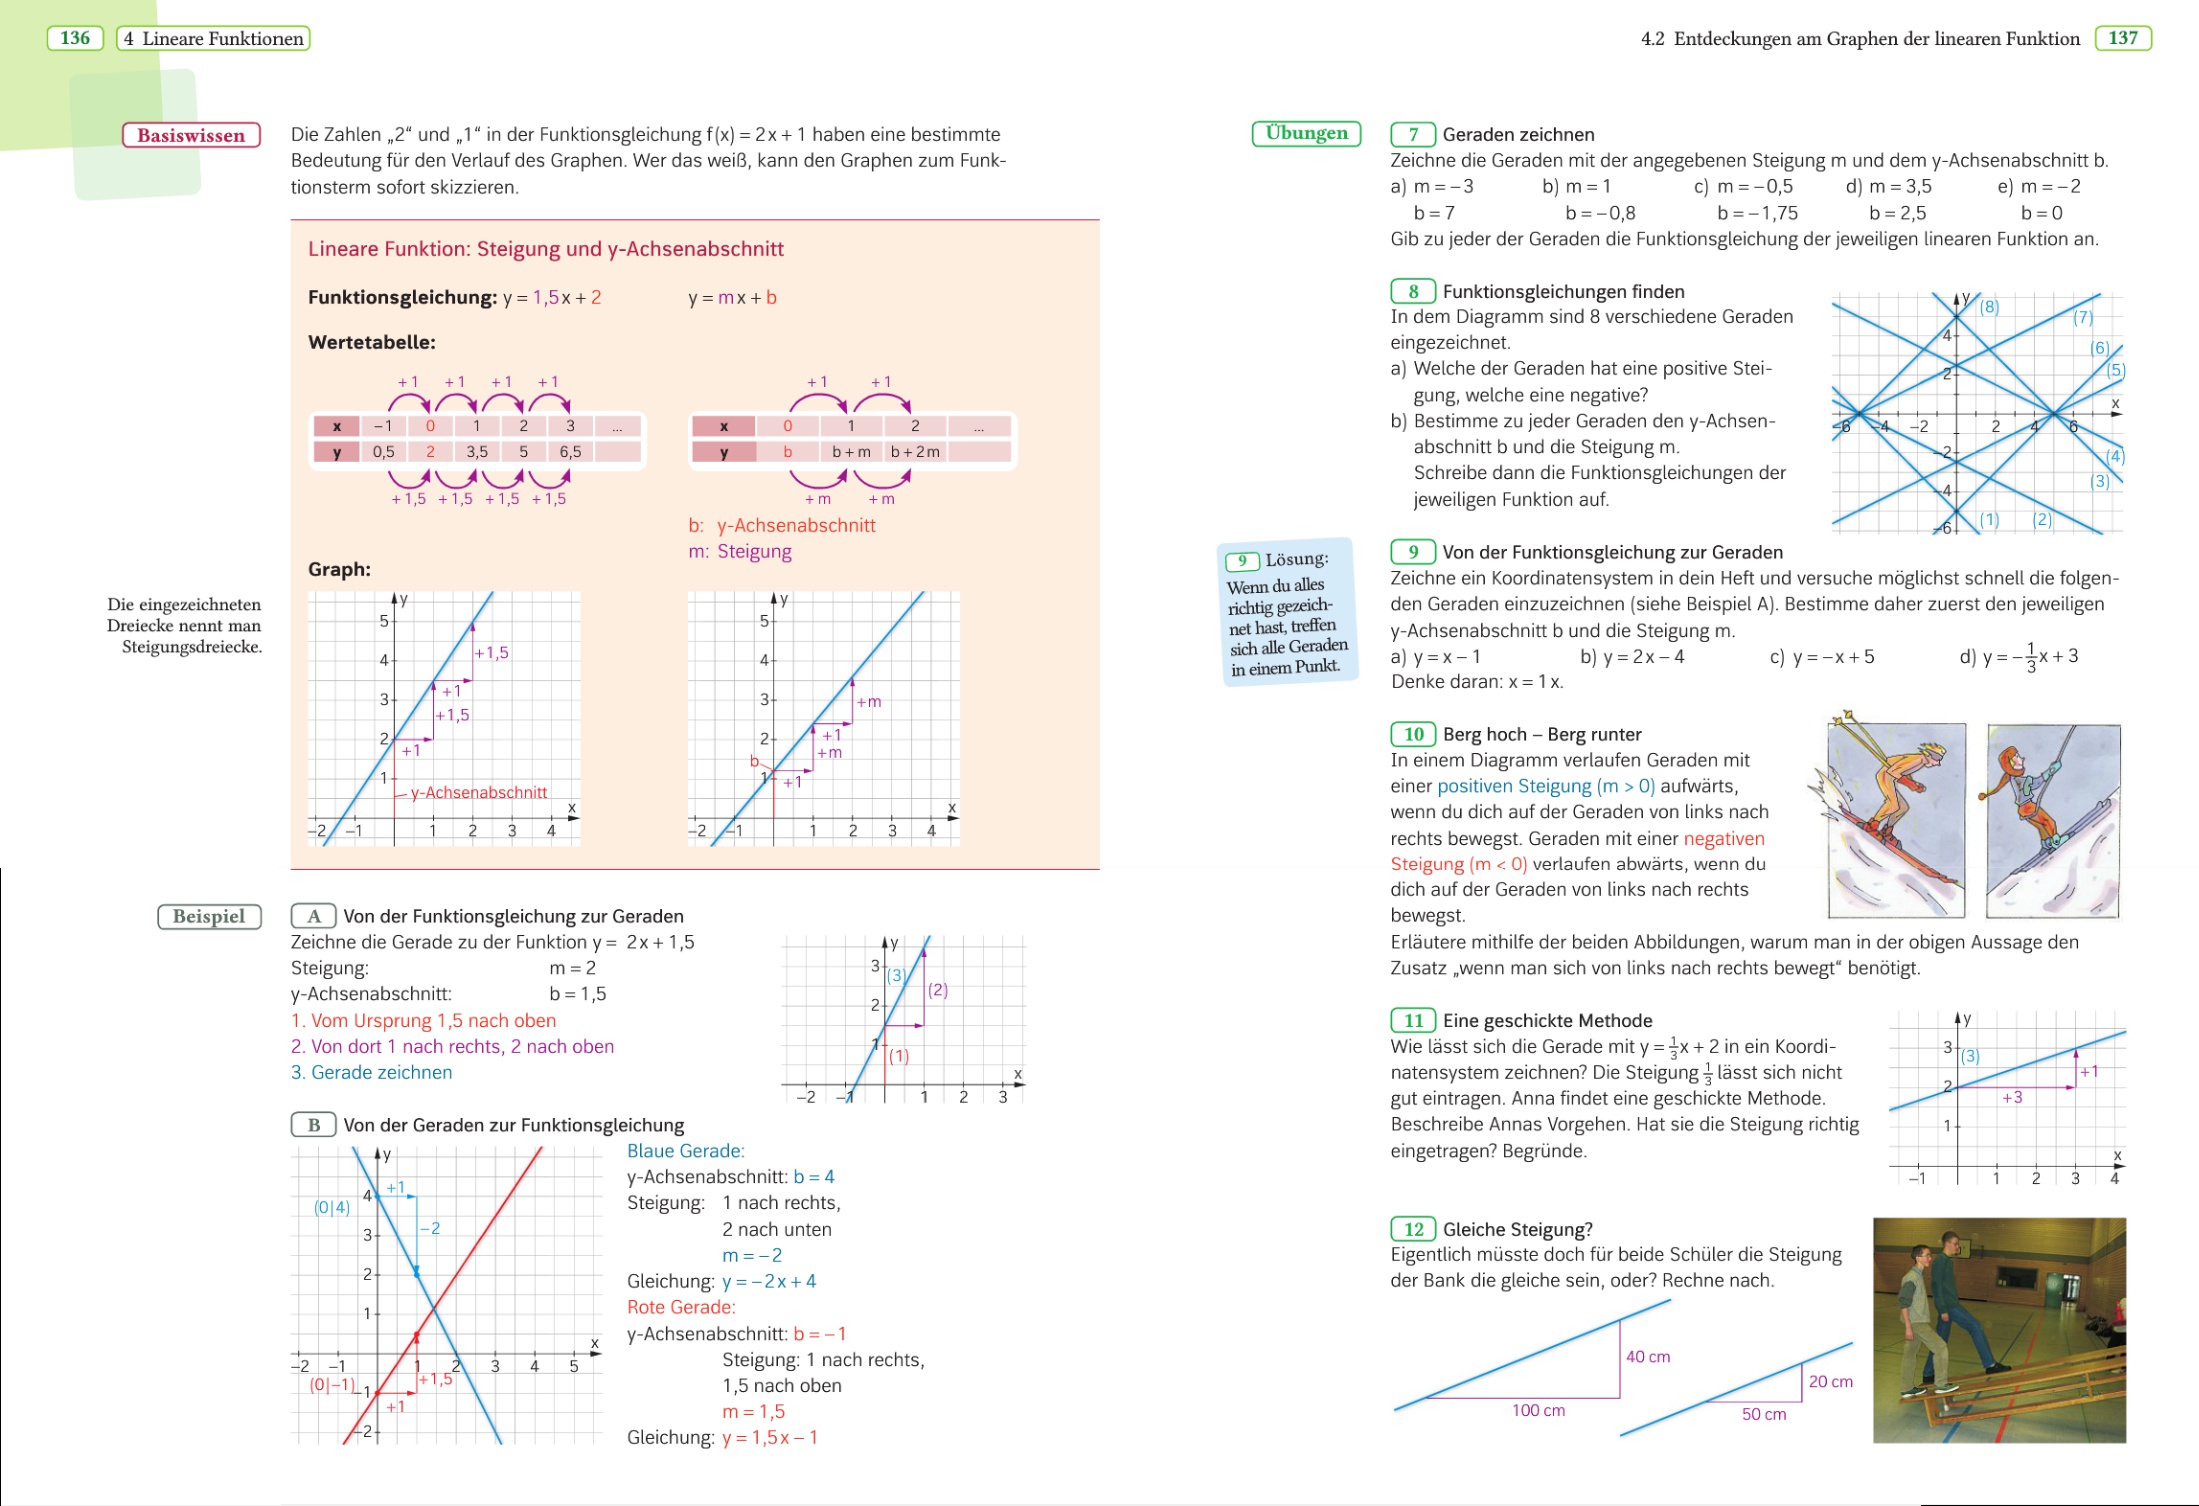 136 4 Lineare Funktionen
Basiswissen
Die Zahlen „2“ und „1“ in der Funktionsgleichung f(x) = 2x + 1 haben eine bestimmte
Bedeutung für den Verlauf des Graphen. Wer das weiß, kann den Graphen zum Funk-
tionsterm sofort skizzieren.
Lineare Funktion: Steigung und y-Achsenabschnitt
Funktionsgleichung: y = 1,5x + 2 y = mx + b
Wertetabelle:
+1 +1 +1 +1
x −1 0 1 2 3 ...
y 0,5 2 3,5 5 6,5
+1,5 +1,5 +1,5 +1,5
+1 +1
x 0 1 2 ...
y b b + m b + 2m
+m +m
b: y-Achsenabschnitt
m: Steigung
Graph:
Die eingezeichneten
Dreiecke nennt man
Steigungsdreiecke.
y
5
4
3
2
1
+1,5
+1
+1,5
+1
y-Achsenabschnitt
x
−2 −1 1 2 3 4
y
5
4
3
2
1
+m
+1
+m
b
+1
x
−2 −1 1 2 3 4
Beispiel
A Von der Funktionsgleichung zur Geraden
Zeichne die Gerade zu der Funktion y = 2x + 1,5
Steigung: m = 2
y-Achsenabschnitt: b = 1,5
1. Vom Ursprung 1,5 nach oben
2. Von dort 1 nach rechts, 2 nach oben
3. Gerade zeichnen
y
3
(3)
(2)
2
1
(1)
x
−2 −1 1 2 3
B Von der Geraden zur Funktionsgleichung
y
+1
4
(0|4)
−2
3
2
1
x
−2 −1 1 2 3 4 5
(0|−1)
−1
+1,5
+1
−2
Blaue Gerade:
y-Achsenabschnitt: b = 4
Steigung: 1 nach rechts,
2 nach unten
m = −2
Gleichung: y = −2x + 4
Rote Gerade:
y-Achsenabschnitt: b = −1
Steigung: 1 nach rechts,
1,5 nach oben
m = 1,5
Gleichung: y = 1,5x − 1
4.2 Entdeckungen am Graphen der linearen Funktion 137
Übungen
7 Geraden zeichnen
Zeichne die Geraden mit der angegebenen Steigung m und dem y-Achsenabschnitt b.
a) m = −3 b) m = 1 c) m = −0,5 d) m = 3,5 e) m = −2
b = 7 b = −0,8 b = −1,75 b = 2,5 b = 0
Gib zu jeder der Geraden die Funktionsgleichung der jeweiligen linearen Funktion an.
8 Funktionsgleichungen finden
In dem Diagramm sind 8 verschiedene Geraden
eingezeichnet.
a) Welche der Geraden hat eine positive Stei-
gung, welche eine negative?
b) Bestimme zu jeder Geraden den y-Achsen-
abschnitt b und die Steigung m.
Schreibe dann die Funktionsgleichungen der
jeweiligen Funktion auf.
y
(8)
(7)
4
(6)
2
(5)
x
−6 −4 −2 2 4 6
−2
(4)
(3)
−4
(1) (2)
−6
9 Lösung:
Wenn du alles
richtig gezeich-
net hast, treffen
sich alle Geraden
in einem Punkt.
9 Von der Funktionsgleichung zur Geraden
Zeichne ein Koordinatensystem in dein Heft und versuche möglichst schnell die folgen-
den Geraden einzuzeichnen (siehe Beispiel A). Bestimme daher zuerst den jeweiligen
y-Achsenabschnitt b und die Steigung m.
a) y = x − 1 b) y = 2x − 4 c) y = −x + 5 d) y = −1/3x + 3
Denke daran: x = 1x.
10 Berg hoch – Berg runter
In einem Diagramm verlaufen Geraden mit
einer positiven Steigung (m > 0) aufwärts,
wenn du dich auf der Geraden von links nach
rechts bewegst. Geraden mit einer negativen
Steigung (m < 0) verlaufen abwärts, wenn du
dich auf der Geraden von links nach rechts
bewegst.
Erläutere mithilfe der beiden Abbildungen, warum man in der obigen Aussage den
Zusatz „wenn man sich von links nach rechts bewegt“ benötigt.
11 Eine geschickte Methode
Wie lässt sich die Gerade mit y = 1/3x + 2 in ein Koordi-
natensystem zeichnen? Die Steigung 1/3 lässt sich nicht
gut eintragen. Anna findet eine geschickte Methode.
Beschreibe Annas Vorgehen. Hat sie die Steigung richtig
eingetragen? Begründe.
y
3
(3)
+1
2
+3
1
x
−1 1 2 3 4
12 Gleiche Steigung?
Eigentlich müsste doch für beide Schüler die Steigung
der Bank die gleiche sein, oder? Rechne nach.
40 cm
100 cm
20 cm
50 cm